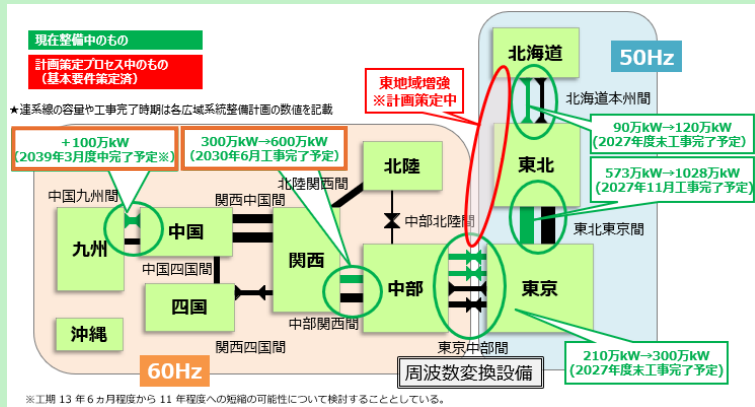 現在整備中のもの
計画策定プロセス中のもの
(基本要件策定済)
★連系線の容量や工事完了時期は各広域系統整備計画の数値を記載
50Hz
北海道
東地域増強
※計画策定中
北海道本州間
90万kW→120万kW
(2027年度末工事完了予定)
+100万kW
(2039年3月度中完了予定※)
300万kW→600万kW
(2030年6月工事完了予定)
北陸
東北
573万kW→1028万kW
(2027年11月工事完了予定)
北陸関西間
中国九州間
関西中国間
中部北陸間
東北東京間
九州
中国
関西
中国四国間
中部
東京
四国
中部関西間
沖縄
関西四国間
東京中部間
210万kW→300万kW
(2027年度末工事完了予定)
60Hz
周波数変換設備
※工期 13 年 6 ヵ月程度から 11 年程度への短縮の可能性について検討することとしている。